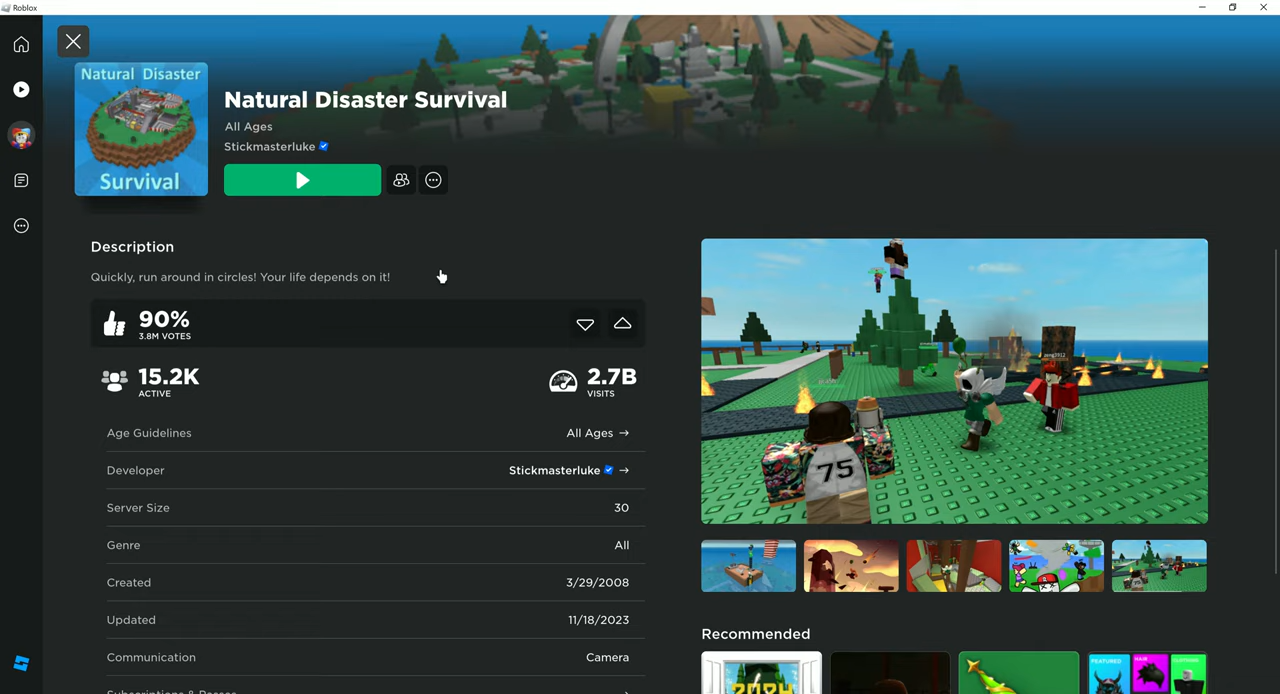 Roblox
Natural Disaster
Survival
Natural Disaster Survival
All Ages
Stickmasterluke
Description
Quickly, run around in circles! Your life depends on it!
90%
3.8M VOTES
15.2K
ACTIVE
2.7B
VISITS
Age Guidelines
All Ages →
Developer
Stickmasterluke →
Server Size
30
Genre
All
Created
3/29/2008
Updated
11/18/2023
Communication
Camera
75
Recommended
FEATURED
HAIR